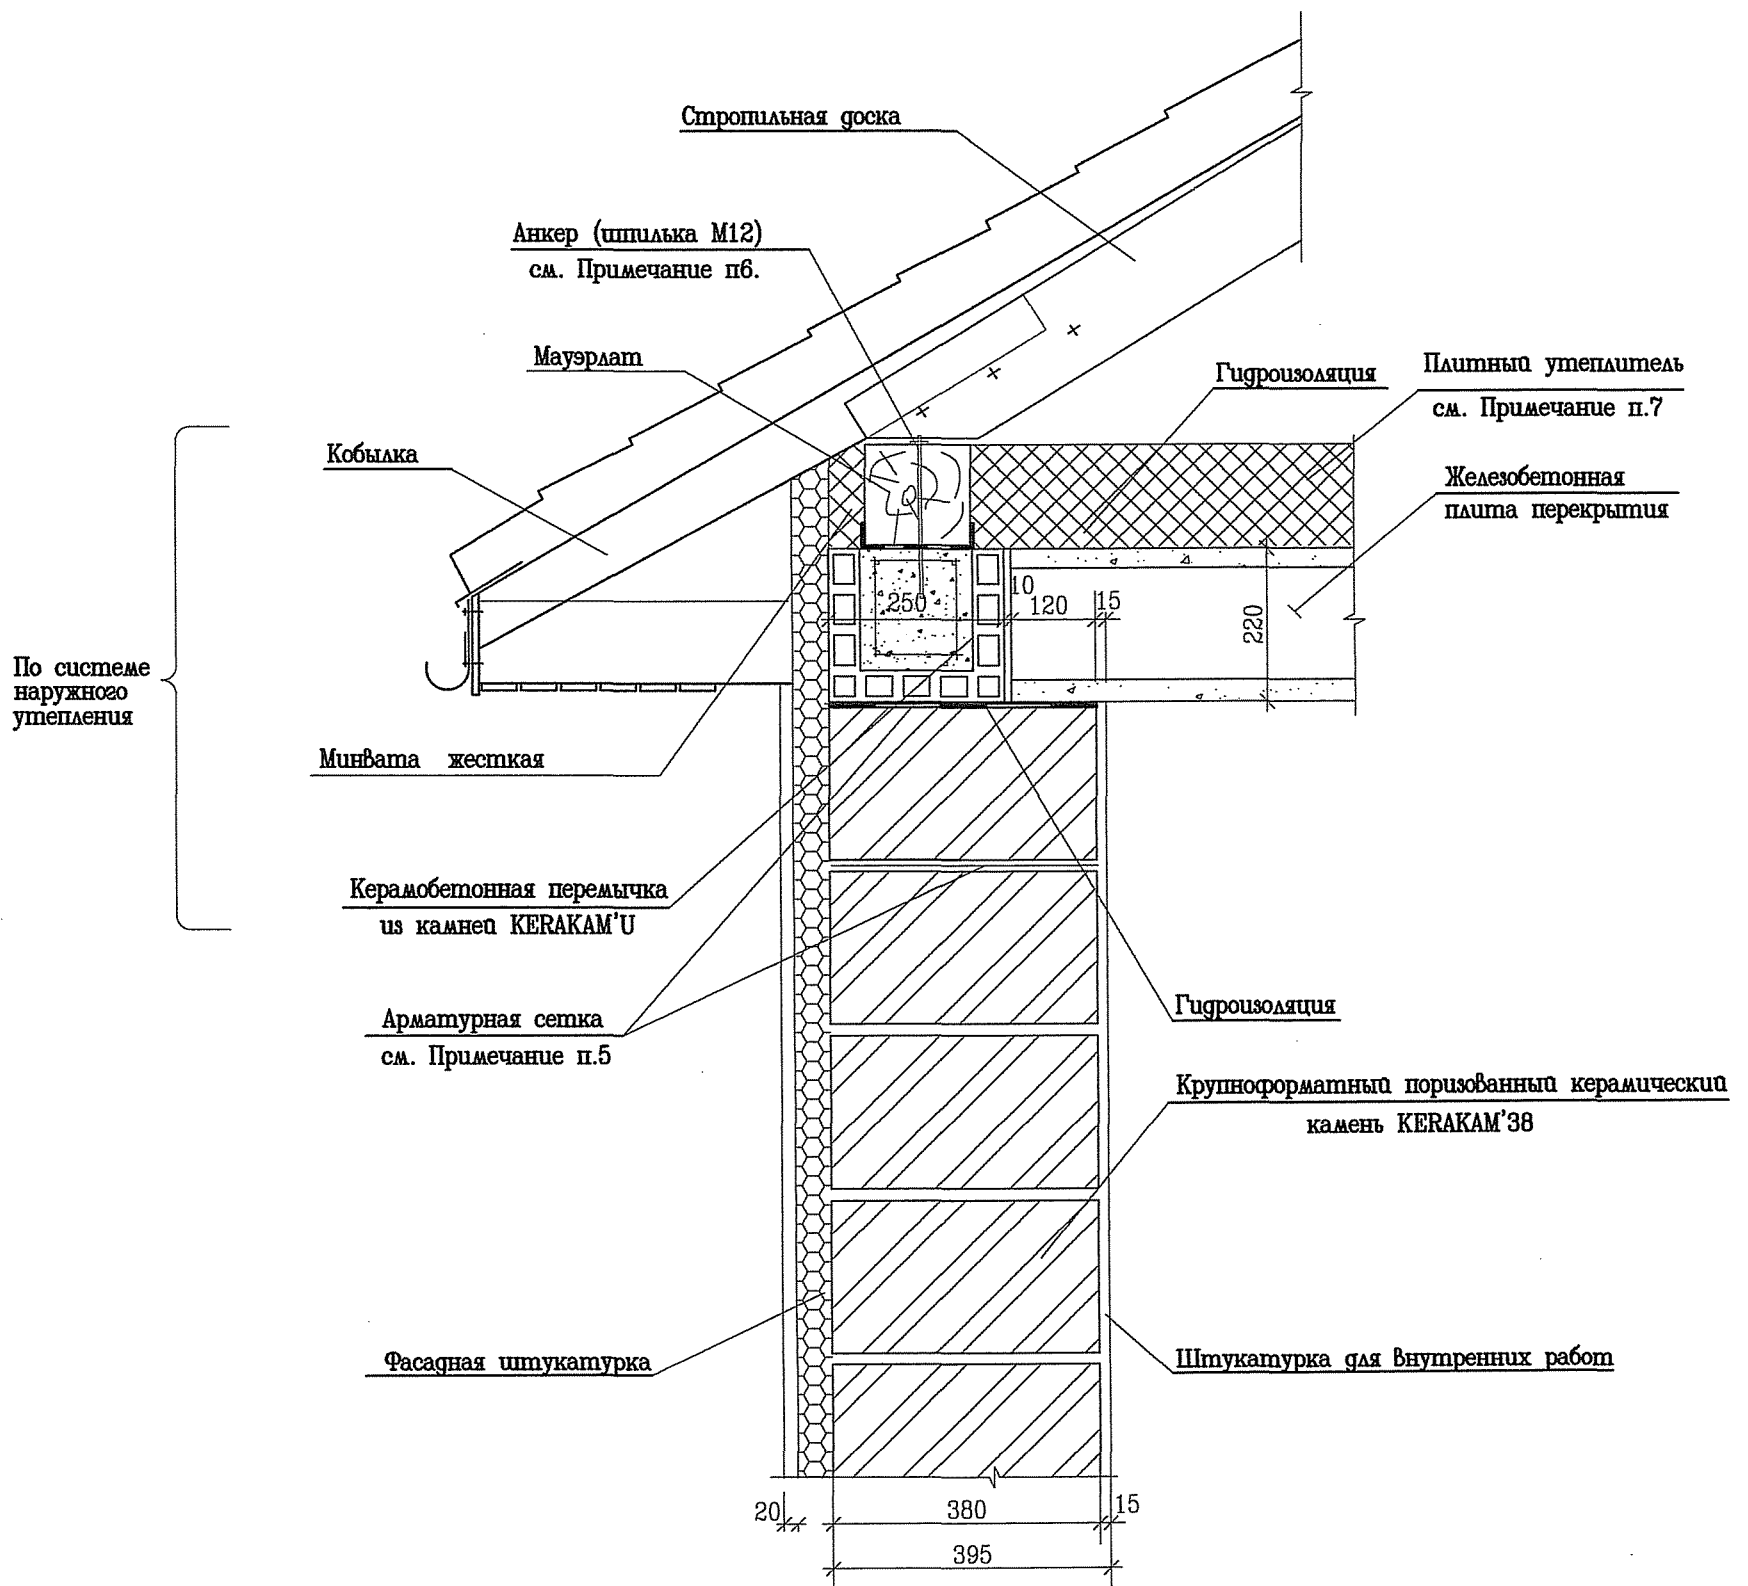 Стропильная доска
Анкер (шпилька М12)
см. Примечание п6.
Мауэрлат
Гидроизоляция
Плитный утеплитель
см. Примечание п.7
Кобылка
Железобетонная
плита перекрытия
10
250
120
15
220
По системе
наружного
утепления
Минвата жесткая
Керамобетонная перемычка
из камней KERAKAM'U
Гидроизоляция
Арматурная сетка
см. Примечание п.5
Крупноформатный поризованный керамический
камень KERAKAM'38
Фасадная штукатурка
Штукатурка для внутренних работ
20
380
15
395